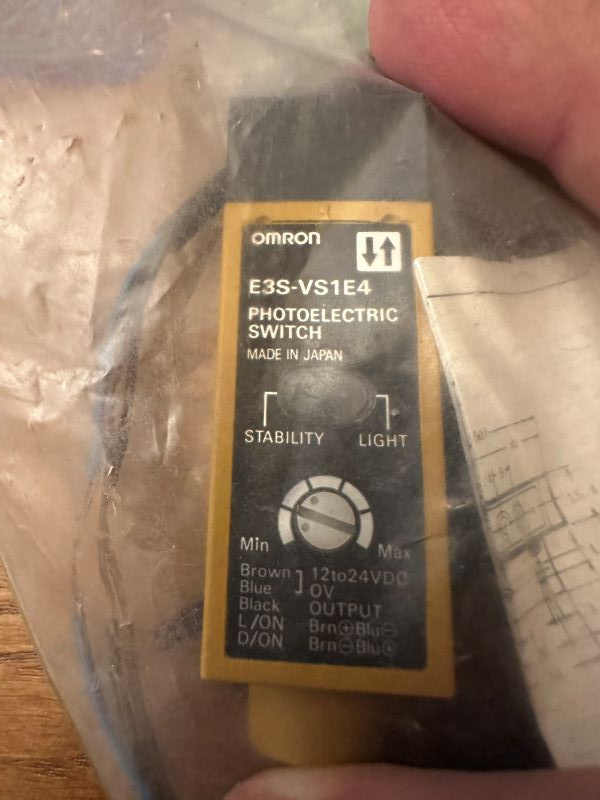 OMRON
E3S-VS1E4
PHOTOELECTRIC
SWITCH
MADE IN JAPAN
STABILITY LIGHT
Min Max
Brown 12to24VDC
Blue 0V
Black OUTPUT
L/ON Brn⊕Blu⊖
D/ON Brn⊖Blu⊕